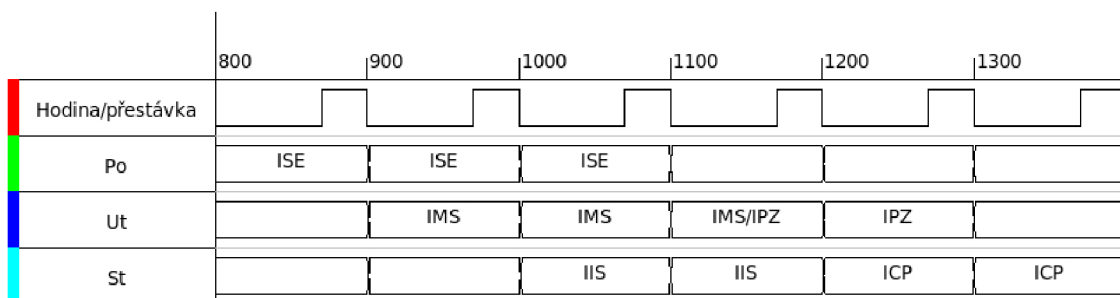 800 900 1000 1100 1200 1300
Hodina/přestávka
Po ISE ISE ISE
Ut IMS IMS IMS/IPZ IPZ
St IIS IIS ICP ICP